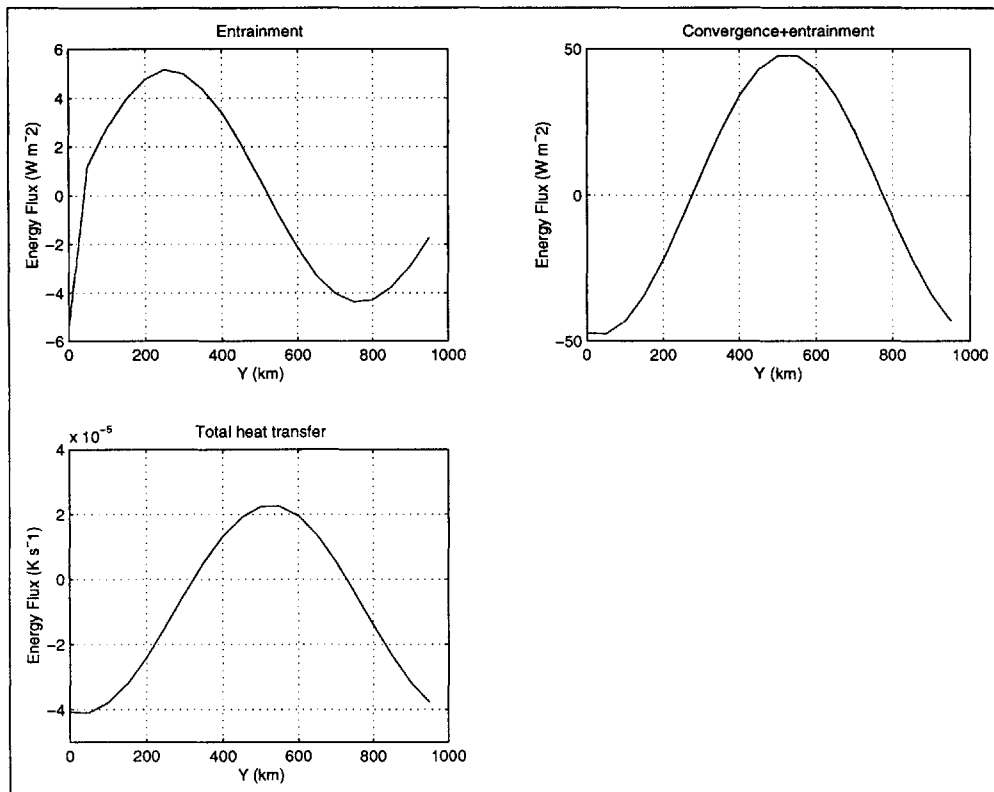 Entrainment
6
4
2
0
−2
−4
−6
Energy Flux (W m^−2)
0 200 400 600 800 1000
Y (km)
Convergence+entrainment
50
0
−50
Energy Flux (W m^−2)
0 200 400 600 800 1000
Y (km)
Total heat transfer
x 10^−5
4
2
0
−2
−4
Energy Flux (K s^−1)
0 200 400 600 800 1000
Y (km)